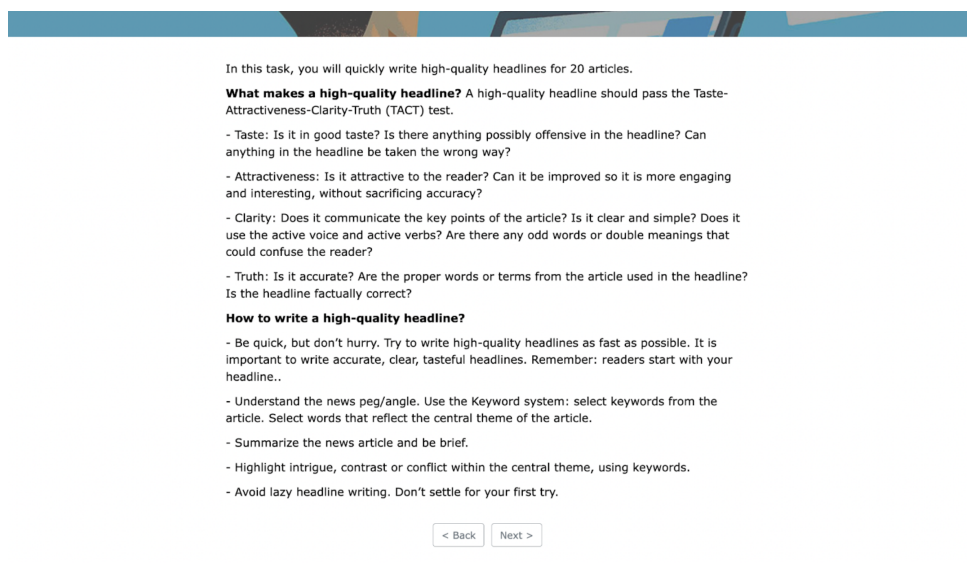 In this task, you will quickly write high-quality headlines for 20 articles.
What makes a high-quality headline? A high-quality headline should pass the Taste-
Attractiveness-Clarity-Truth (TACT) test.
- Taste: Is it in good taste? Is there anything possibly offensive in the headline? Can
anything in the headline be taken the wrong way?
- Attractiveness: Is it attractive to the reader? Can it be improved so it is more engaging
and interesting, without sacrificing accuracy?
- Clarity: Does it communicate the key points of the article? Is it clear and simple? Does it
use the active voice and active verbs? Are there any odd words or double meanings that
could confuse the reader?
- Truth: Is it accurate? Are the proper words or terms from the article used in the headline?
Is the headline factually correct?
How to write a high-quality headline?
- Be quick, but don’t hurry. Try to write high-quality headlines as fast as possible. It is
important to write accurate, clear, tasteful headlines. Remember: readers start with your
headline..
- Understand the news peg/angle. Use the Keyword system: select keywords from the
article. Select words that reflect the central theme of the article.
- Summarize the news article and be brief.
- Highlight intrigue, contrast or conflict within the central theme, using keywords.
- Avoid lazy headline writing. Don’t settle for your first try.
< Back Next >